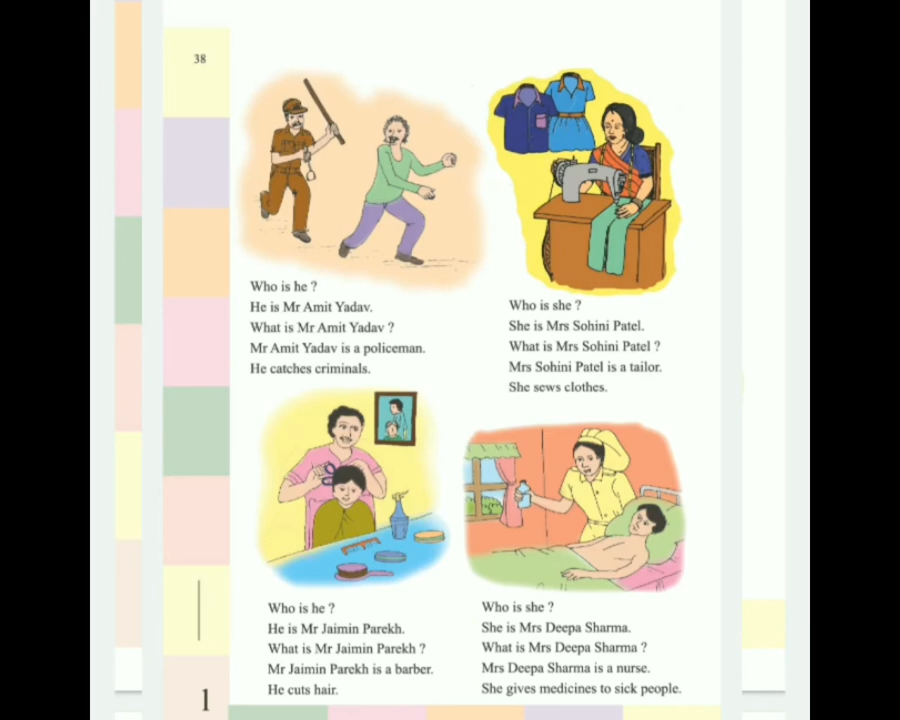 38
Who is he ?
He is Mr Amit Yadav.
What is Mr Amit Yadav ?
Mr Amit Yadav is a policeman.
He catches criminals.
Who is she ?
She is Mrs Sohini Patel.
What is Mrs Sohini Patel ?
Mrs Sohini Patel is a tailor.
She sews clothes.
Who is he ?
He is Mr Jaimin Parekh.
What is Mr Jaimin Parekh ?
Mr Jaimin Parekh is a barber.
He cuts hair.
Who is she ?
She is Mrs Deepa Sharma.
What is Mrs Deepa Sharma ?
Mrs Deepa Sharma is a nurse.
She gives medicines to sick people.
1